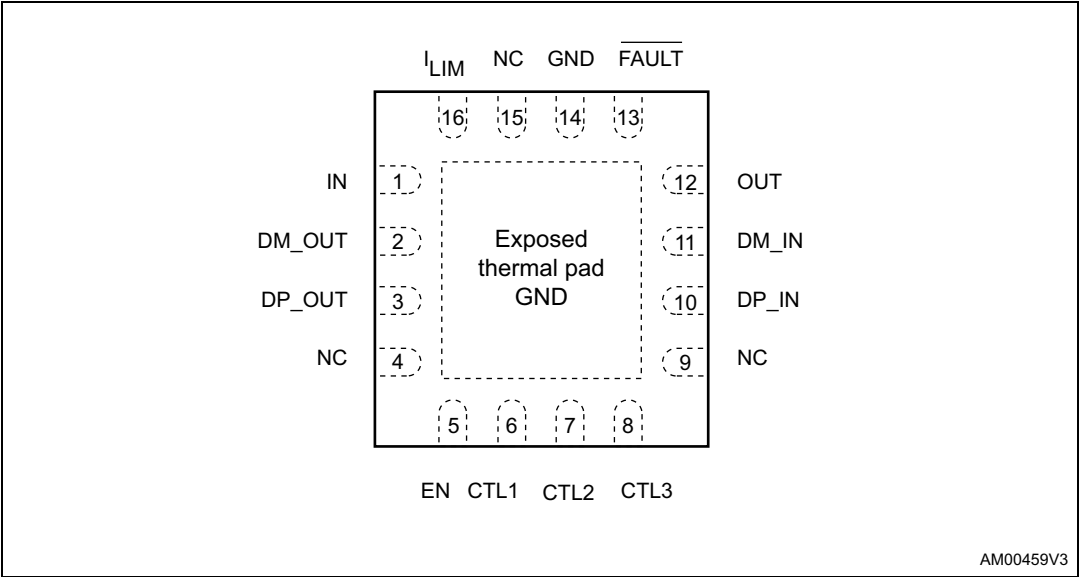 ILIM NC GND FAULT
16 15 14 13
IN 1 12 OUT
DM_OUT 2 Exposed 11 DM_IN
thermal pad
DP_OUT 3 GND 10 DP_IN
NC 4 9 NC
5 6 7 8
EN CTL1 CTL2 CTL3
AM00459V3